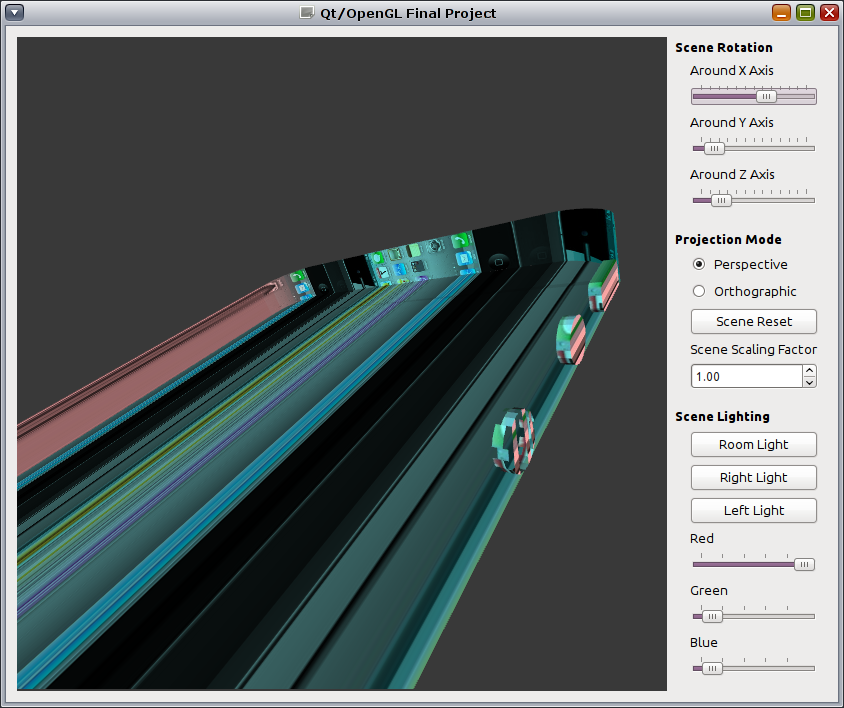 Qt/OpenGL Final Project
Scene Rotation
Around X Axis
Around Y Axis
Around Z Axis
Projection Mode
Perspective
Orthographic
Scene Reset
Scene Scaling Factor
1.00
Scene Lighting
Room Light
Right Light
Left Light
Red
Green
Blue